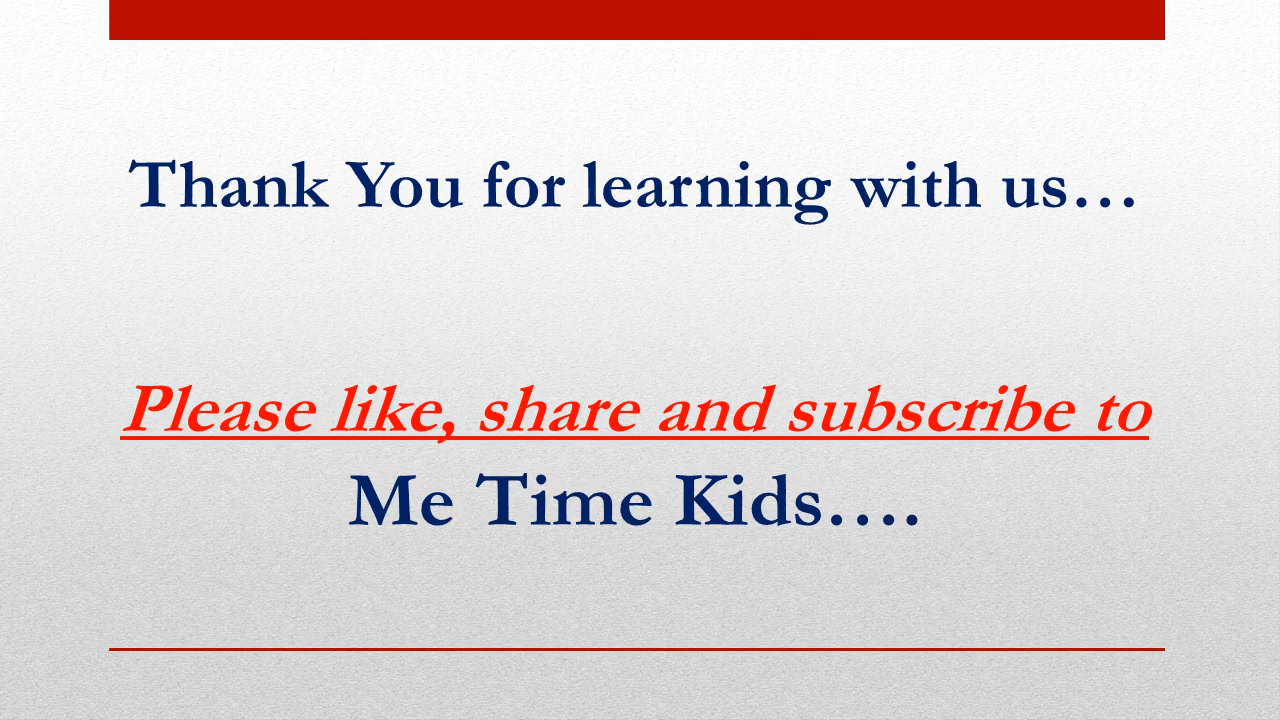 Thank You for learning with us…
Please like, share and subscribe to
Me Time Kids….